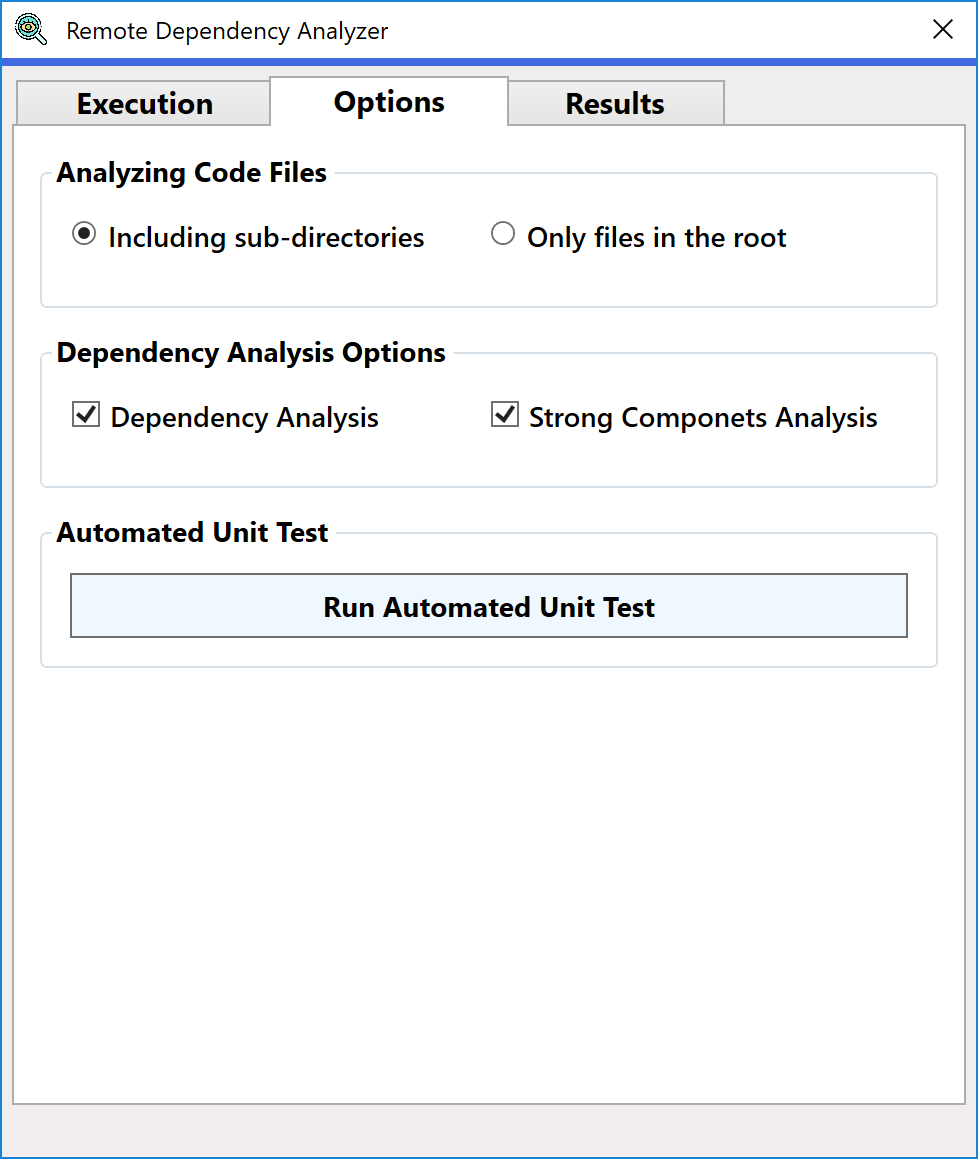 Remote Dependency Analyzer
Execution Options Results
Analyzing Code Files
Including sub-directories Only files in the root
Dependency Analysis Options
Dependency Analysis Strong Componets Analysis
Automated Unit Test
Run Automated Unit Test